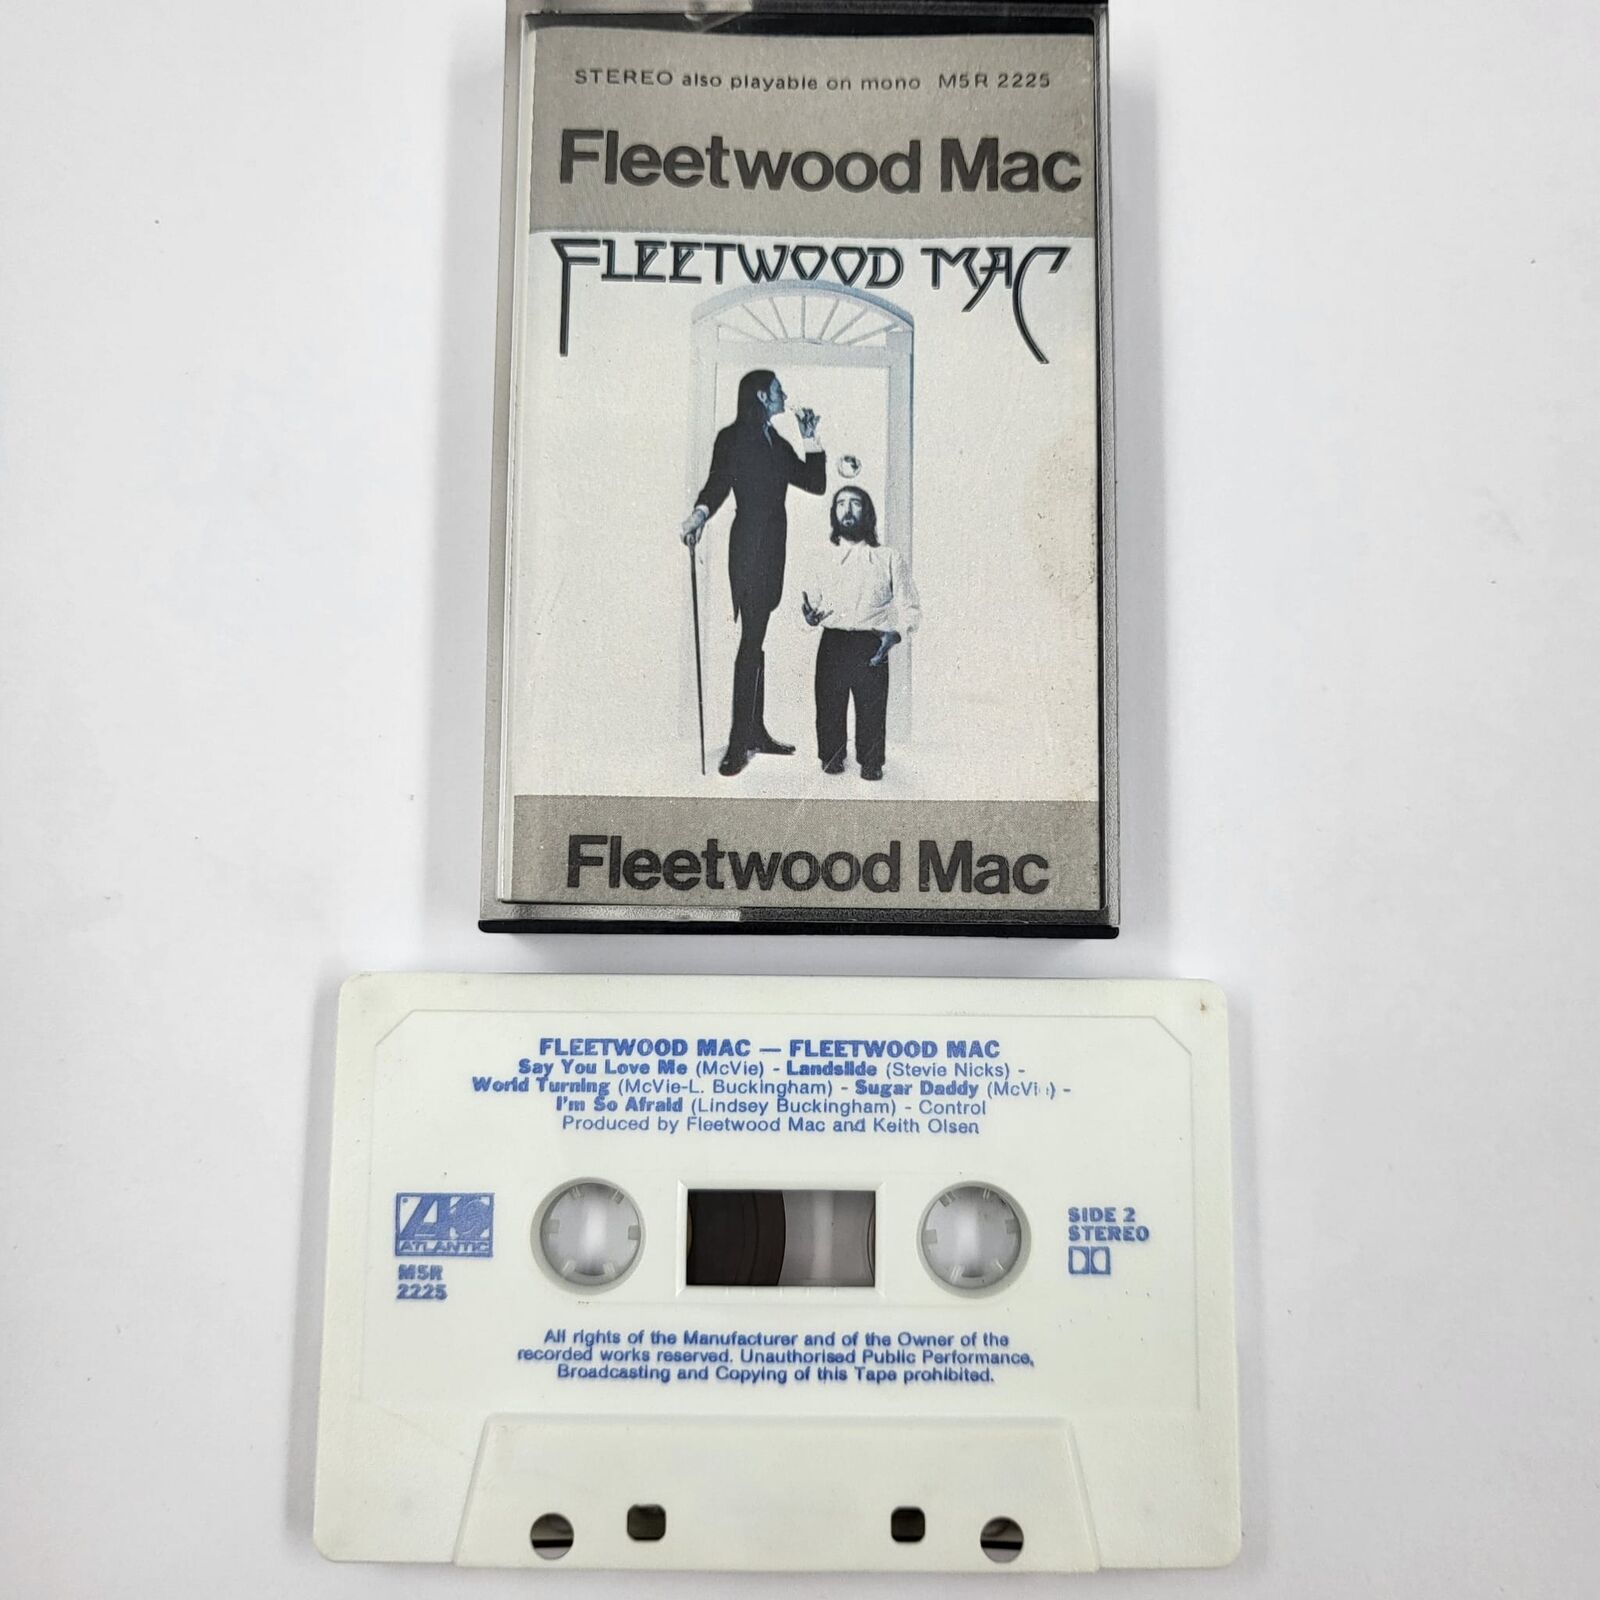 STEREO also playable on mono M5R 2225
Fleetwood Mac
FLEETWOOD MAC
Fleetwood Mac
FLEETWOOD MAC — FLEETWOOD MAC
Say You Love Me (McVie) - Landslide (Stevie Nicks) -
World Turning (McVie-L. Buckingham) - Sugar Daddy (McVie) -
I'm So Afraid (Lindsey Buckingham) - Control
Produced by Fleetwood Mac and Keith Olsen
ATLANTIC
M5R
2225
SIDE 2
STEREO
All rights of the Manufacturer and of the Owner of the
recorded works reserved. Unauthorised Public Performance,
Broadcasting and Copying of this Tape prohibited.